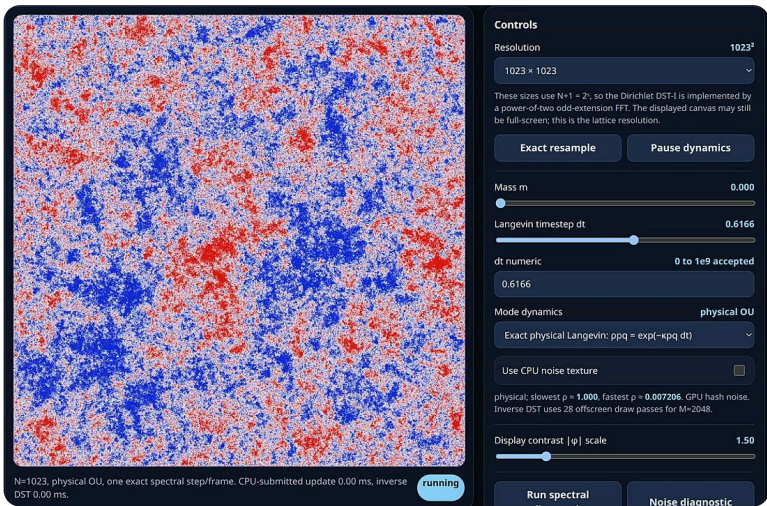 Controls
Resolution 1023²
1023 × 1023
These sizes use N+1 = 2ˢ, so the Dirichlet DST-I is implemented by
a power-of-two odd-extension FFT. The displayed canvas may still
be full-screen; this is the lattice resolution.
Exact resample Pause dynamics
Mass m 0.000
Langevin timestep dt 0.6166
dt numeric 0 to 1e9 accepted
0.6166
Mode dynamics physical OU
Exact physical Langevin: ρpq = exp(−κpq dt)
Use CPU noise texture
physical; slowest ρ ≈ 1.000, fastest ρ ≈ 0.007206. GPU hash noise.
Inverse DST uses 28 offscreen draw passes for M=2048.
Display contrast |φ| scale 1.50
Run spectral
Noise diagnostic
N=1023, physical OU, one exact spectral step/frame. CPU-submitted update 0.00 ms, inverse
DST 0.00 ms.
running